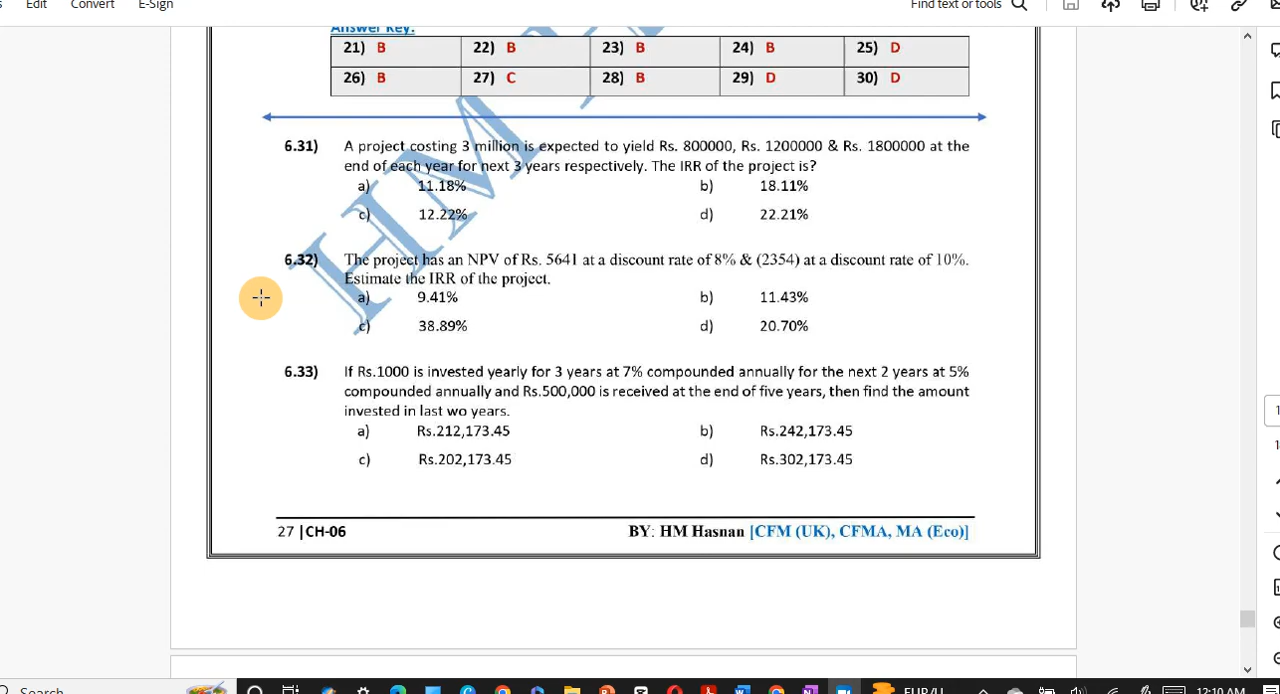 Edit Convert E-Sign Find text or tools
Answer Key:
21) B 22) B 23) B 24) B 25) D
26) B 27) C 28) B 29) D 30) D
6.31) A project costing 3 million is expected to yield Rs. 800000, Rs. 1200000 & Rs. 1800000 at the
end of each year for next 3 years respectively. The IRR of the project is?
a) 11.18% b) 18.11%
c) 12.22% d) 22.21%
6.32) The project has an NPV of Rs. 5641 at a discount rate of 8% & (2354) at a discount rate of 10%.
Estimate the IRR of the project.
a) 9.41% b) 11.43%
c) 38.89% d) 20.70%
6.33) If Rs.1000 is invested yearly for 3 years at 7% compounded annually for the next 2 years at 5%
compounded annually and Rs.500,000 is received at the end of five years, then find the amount
invested in last wo years.
a) Rs.212,173.45 b) Rs.242,173.45
c) Rs.202,173.45 d) Rs.302,173.45
27 |CH-06 BY: HM Hasnan [CFM (UK), CFMA, MA (Eco)]
HM
Search EUR/U 12:10 AM